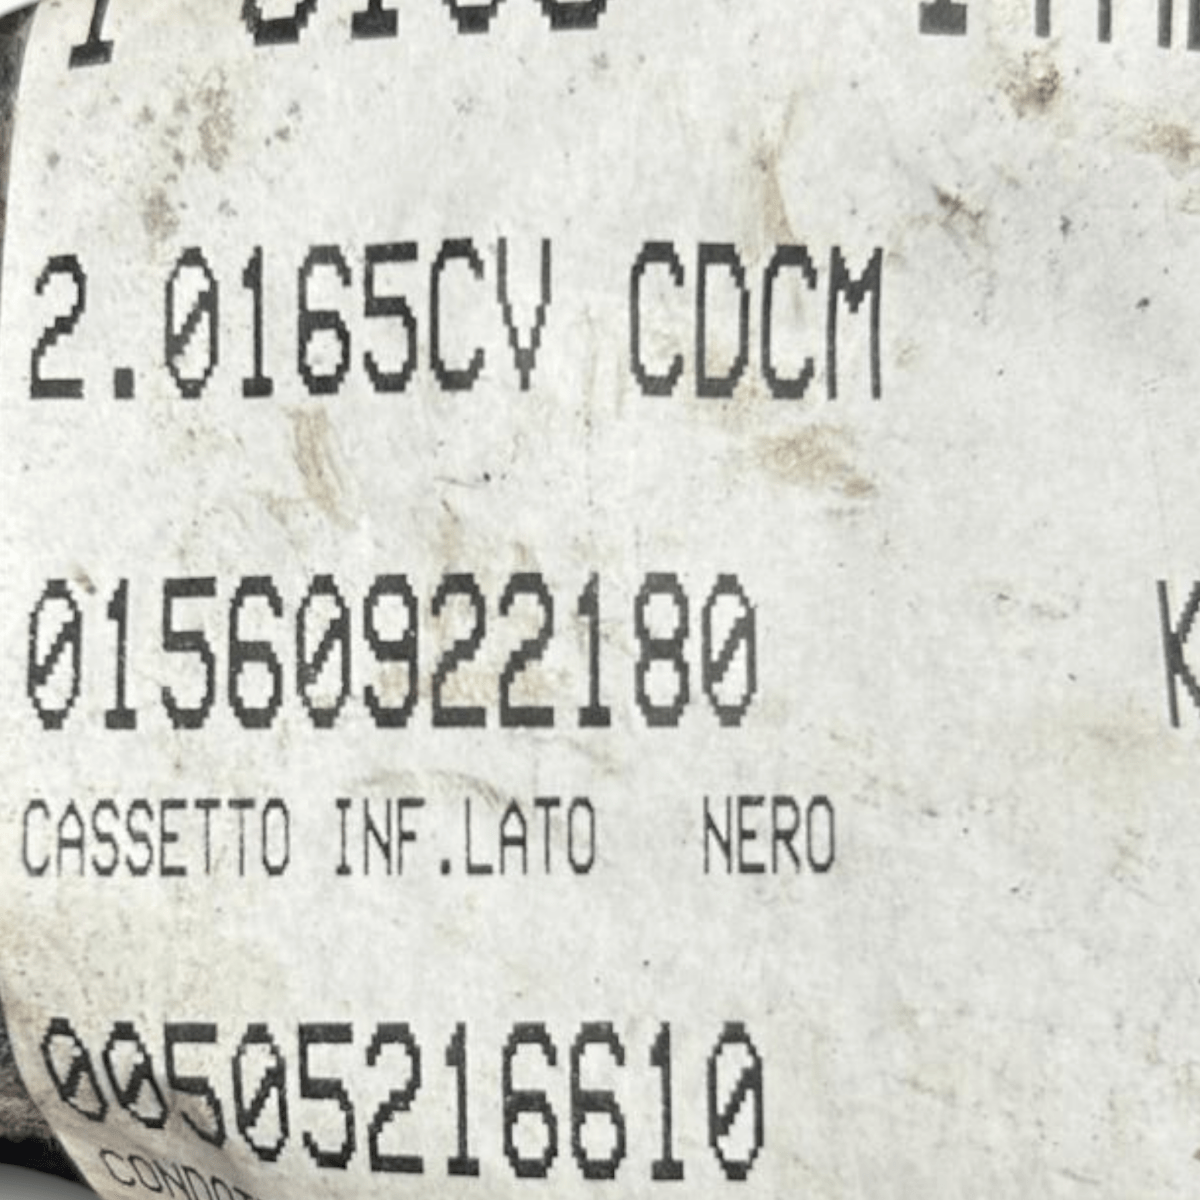 2.0165CV CDCM
01560922180 K
CASSETTO INF.LATO NERO
00505216610